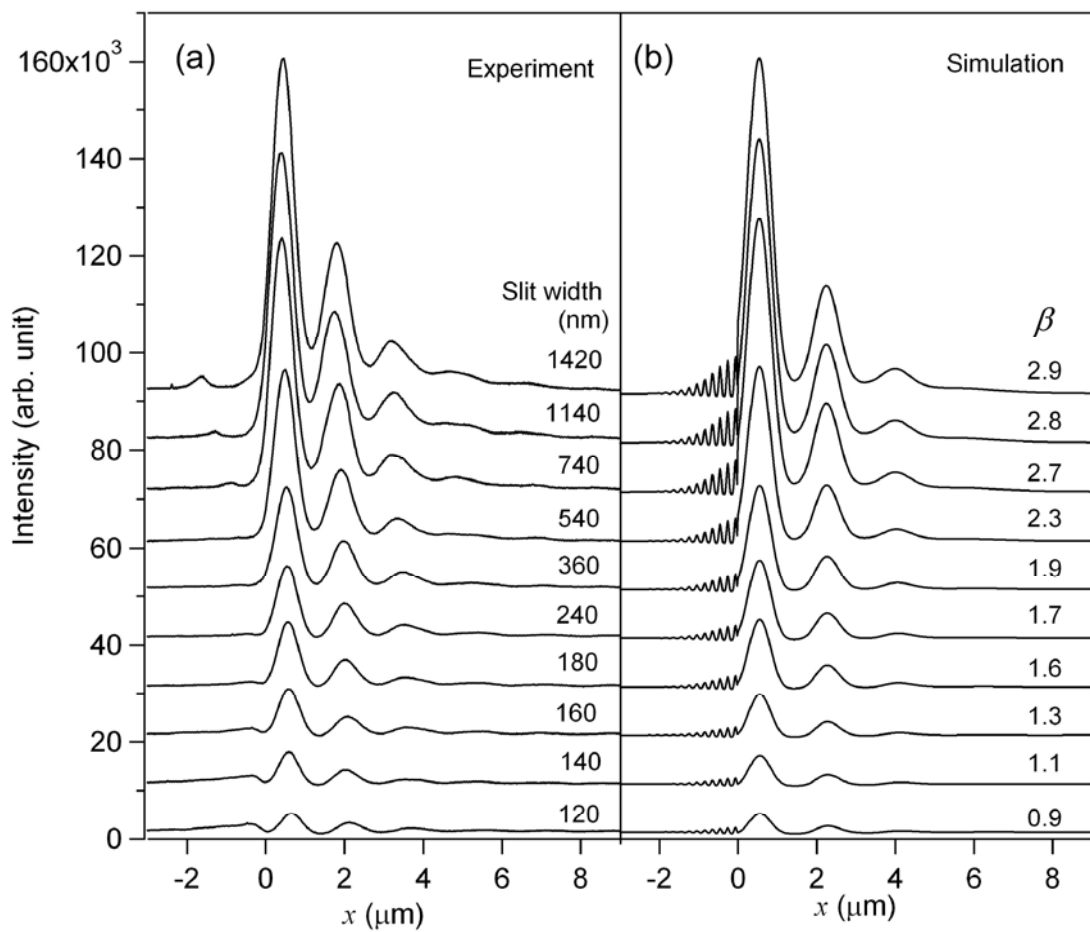 160x10³
140
120
100
80
60
40
20
0
Intensity (arb. unit)
(a)
Experiment
Slit width
(nm)
1420
1140
740
540
360
240
180
160
140
120
-2 0 2 4 6 8
x (μm)
(b)
Simulation
β
2.9
2.8
2.7
2.3
1.9
1.7
1.6
1.3
1.1
0.9
-2 0 2 4 6 8
x (μm)